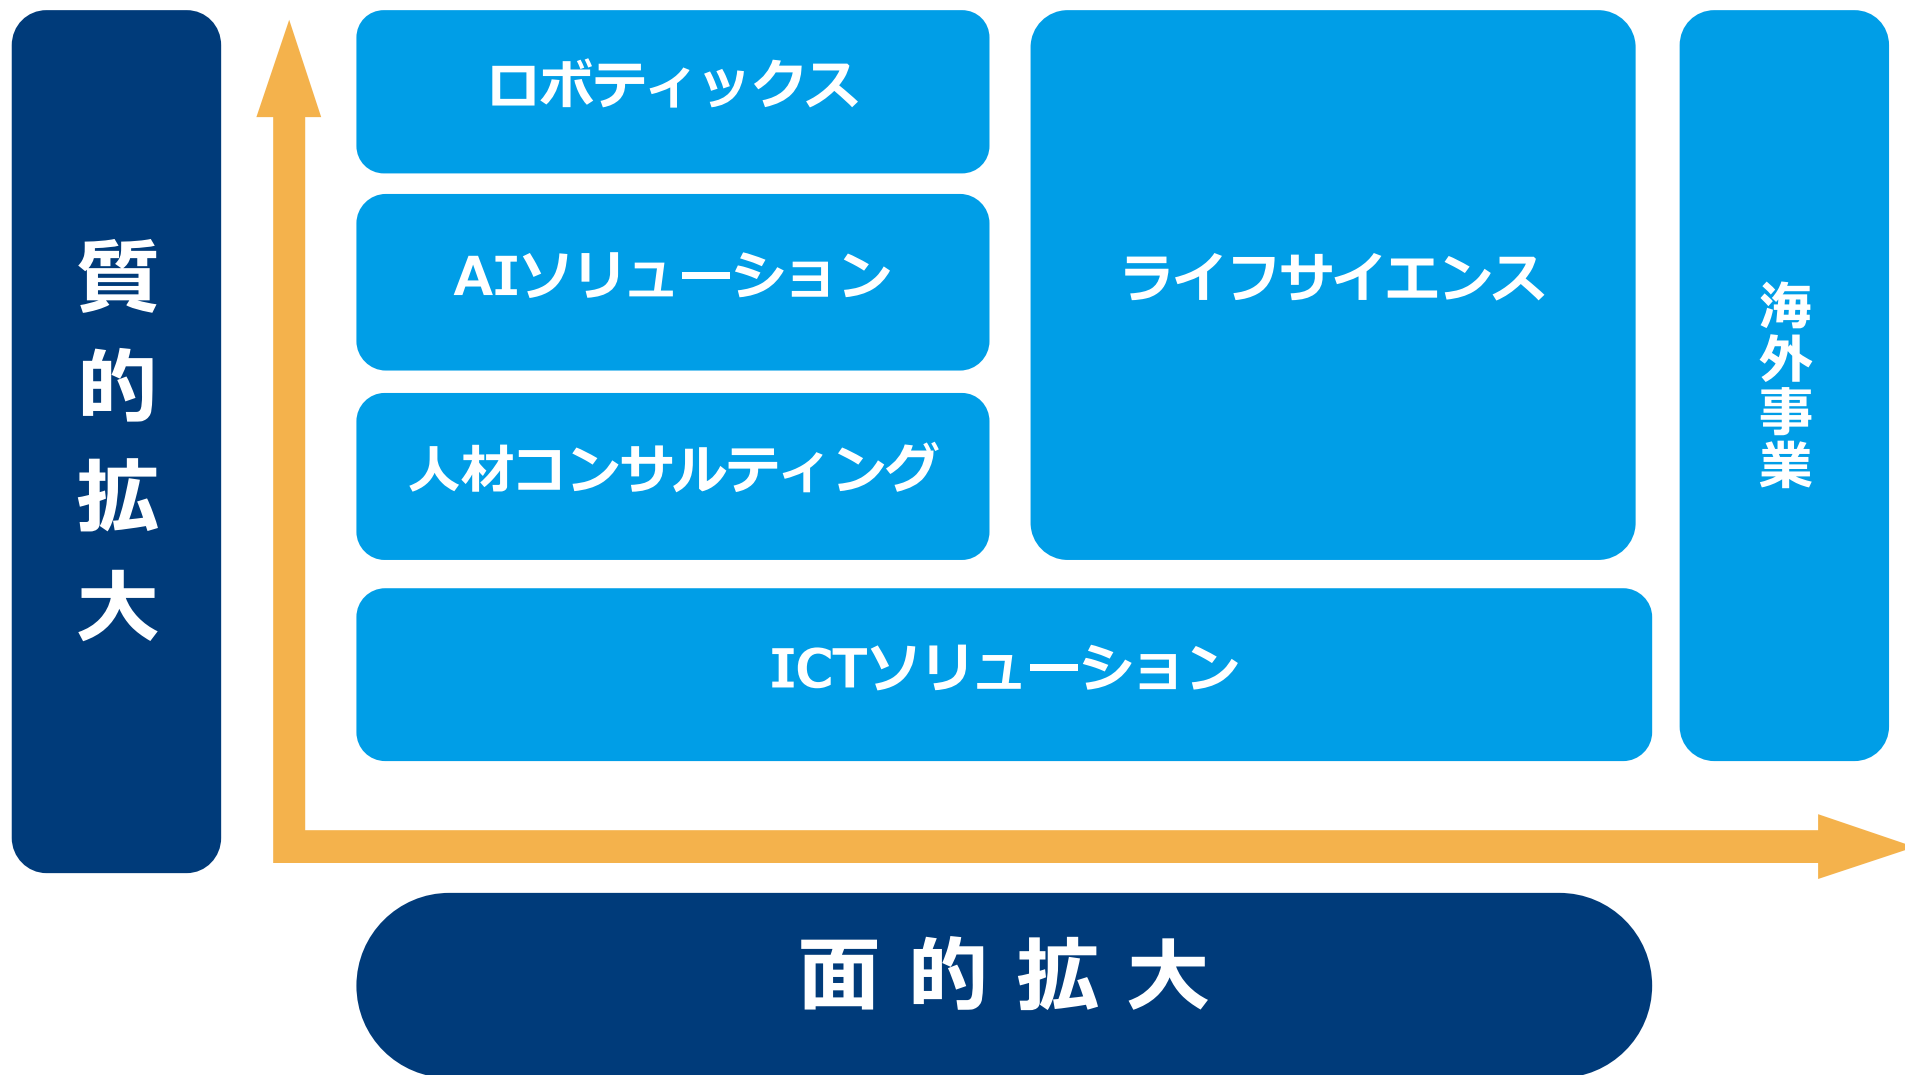 質的拡大
ロボティックス
AIソリューション
人材コンサルティング
ライフサイエンス
海外事業
ICTソリューション
面的拡大